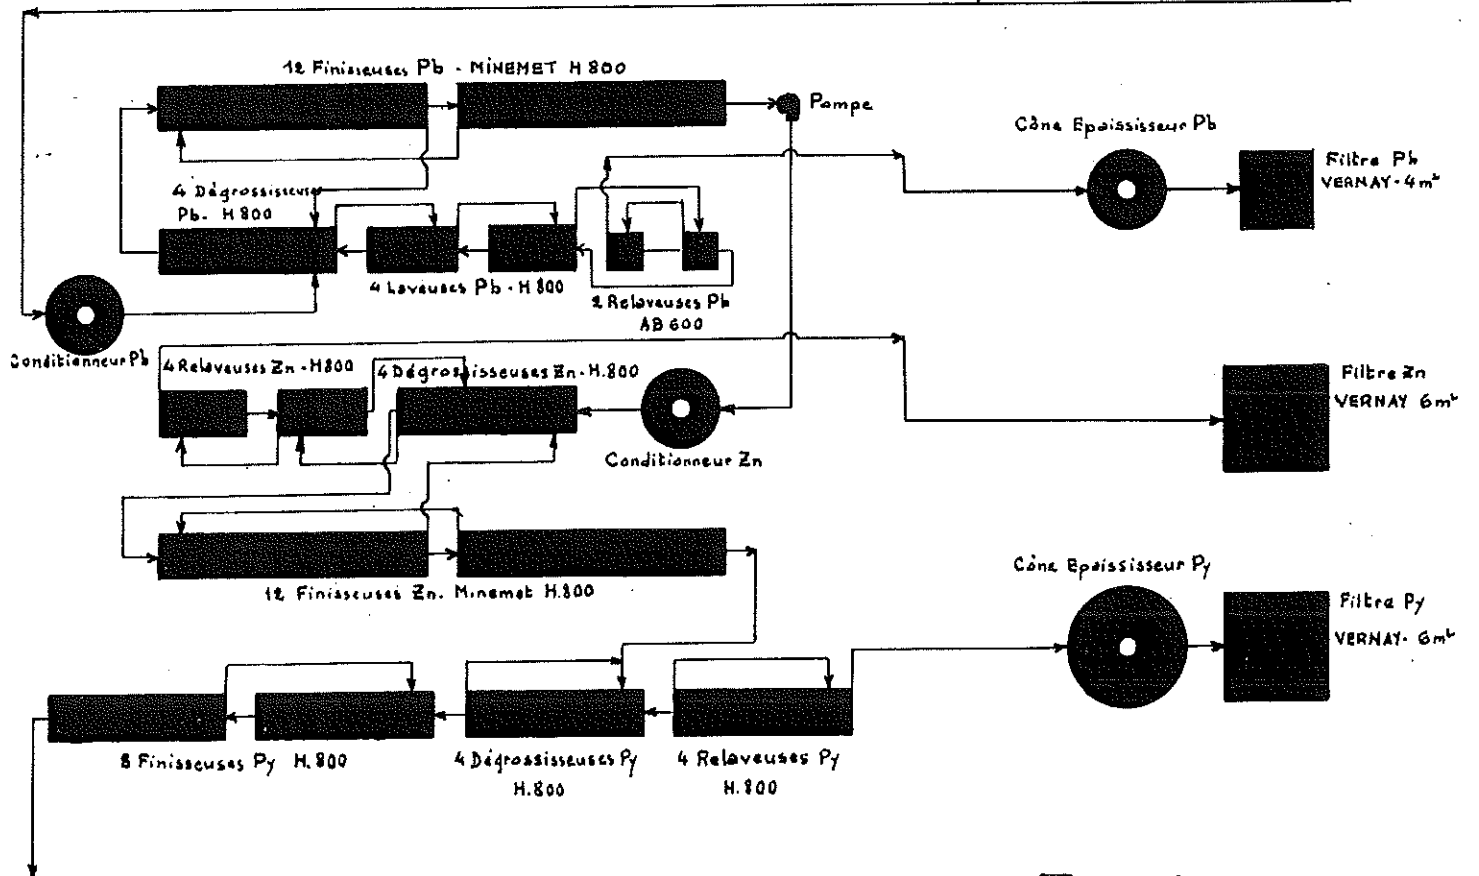 12 Finisseuses Pb - MINEMET H 800
Pompe
Cône Epaississeur Pb
Filtre Pb
VERNAY - 4m²
4 Dégrossisseuses
Pb. H 800
4 Laveuses Pb - H 800
2 Relaveuses Pb
AB 600
Conditionneur Pb
4 Relaveuses Zn - H800
4 Dégrossisseuses Zn - H.800
Filtre Zn
VERNAY 6m²
Conditionneur Zn
12 Finisseuses Zn. Minemet H.800
Cône Epaississeur Py
Filtre Py
VERNAY - 6m²
8 Finisseuses Py H.800
4 Dégrossisseuses Py
H.800
4 Relaveuses Py
H.800